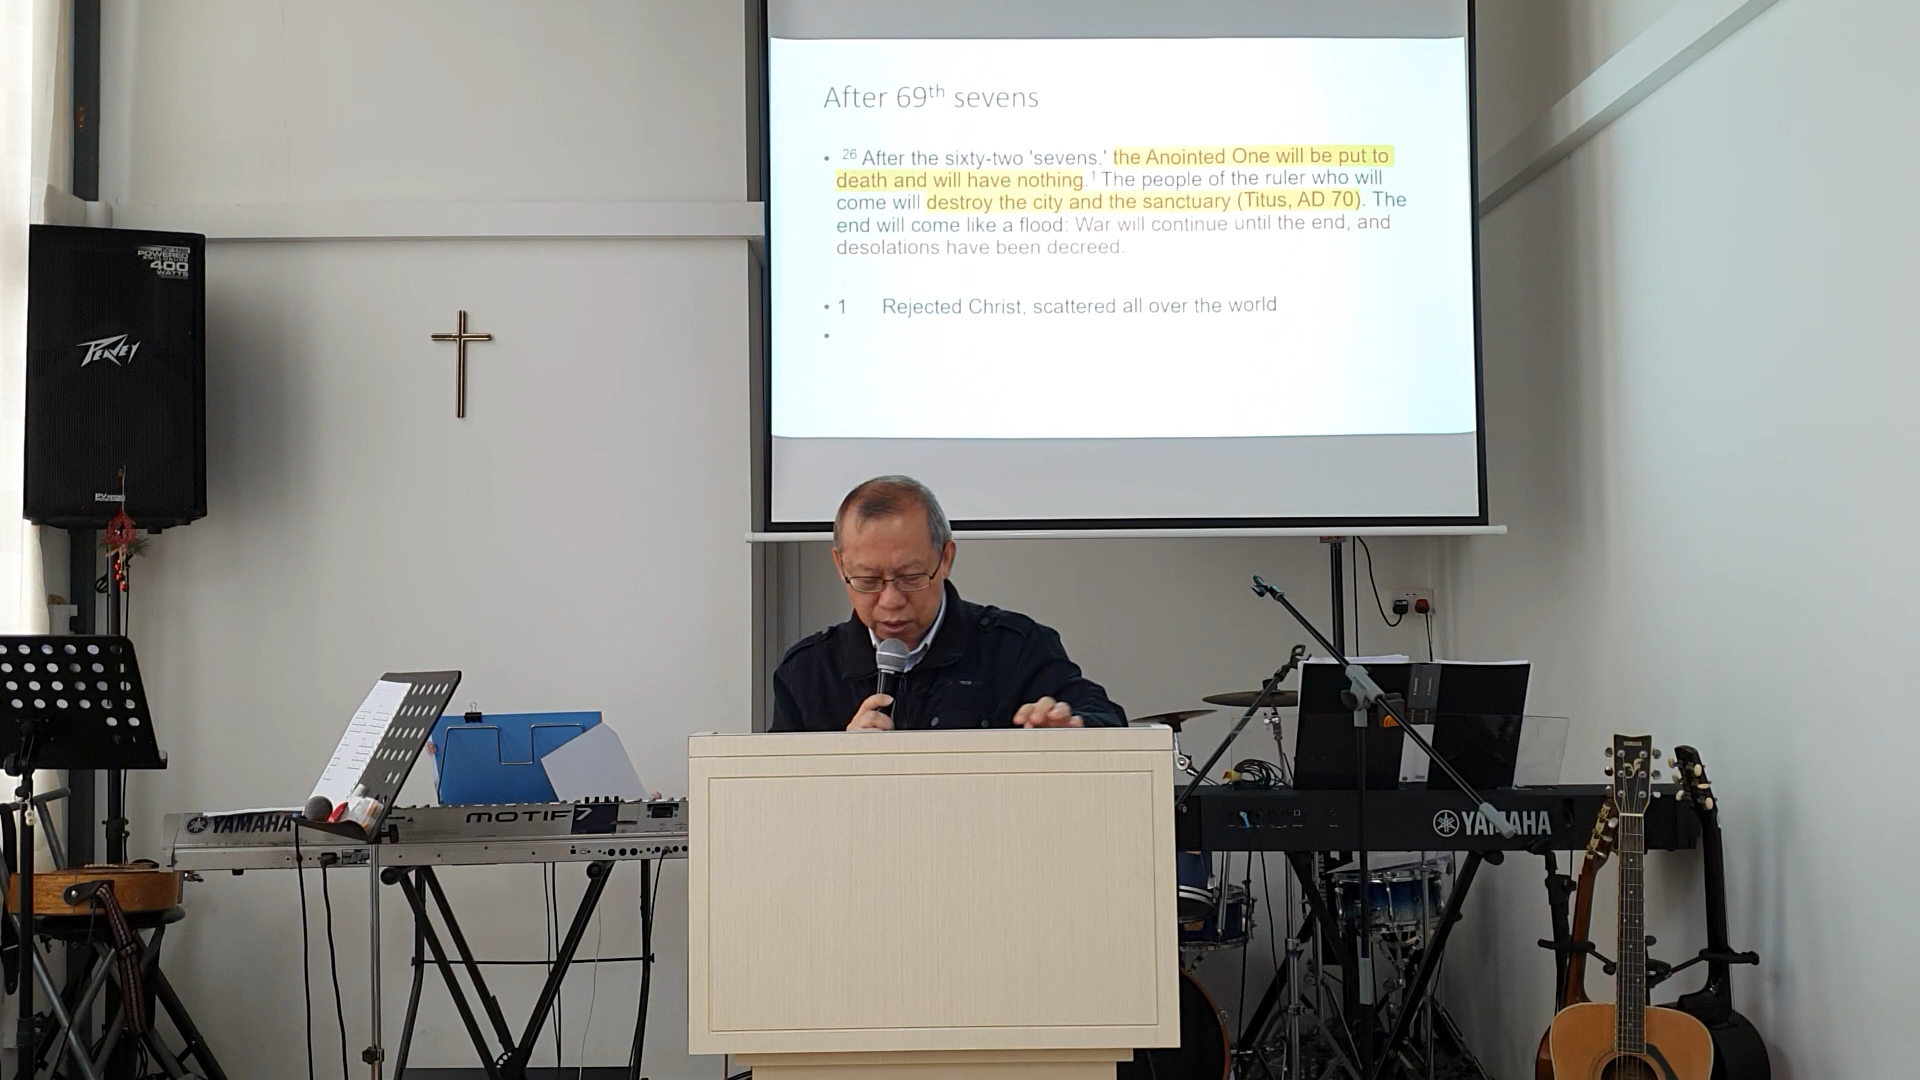 After 69th sevens
• 26 After the sixty-two 'sevens,' the Anointed One will be put to
death and will have nothing.1 The people of the ruler who will
come will destroy the city and the sanctuary (Titus, AD 70). The
end will come like a flood: War will continue until the end, and
desolations have been decreed.
• 1 Rejected Christ, scattered all over the world
•
POWERED
400
WATTS
PEAVEY
YAMAHA
MOTIF7
YAMAHA